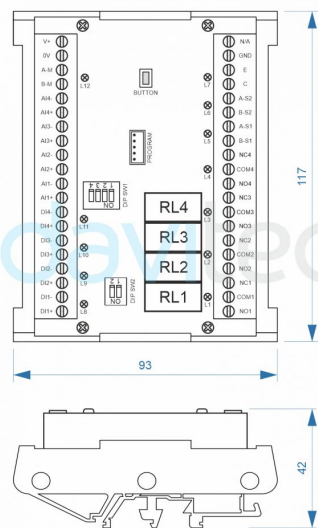 V+
0V
A-M
B-M
AI4-
AI4+
AI3-
AI3+
AI2-
AI2+
AI1-
AI1+
DI4-
DI4+
DI3-
DI3+
DI2-
DI2+
DI1-
DI1+
L12
BUTTON
L7
L6
PROGRAM
L5
L4
4 3 2 1
ON
DIP SW1
RL4
L3
L11
RL3
L10
RL2
L2
L9
2 1
ON
DIP SW2
RL1
L1
L8
N/A
GND
E
C
A-S2
B-S2
A-S1
B-S1
NC4
COM4
NO4
NC3
COM3
NO3
NC2
COM2
NO2
NC1
COM1
NO1
117
93
42